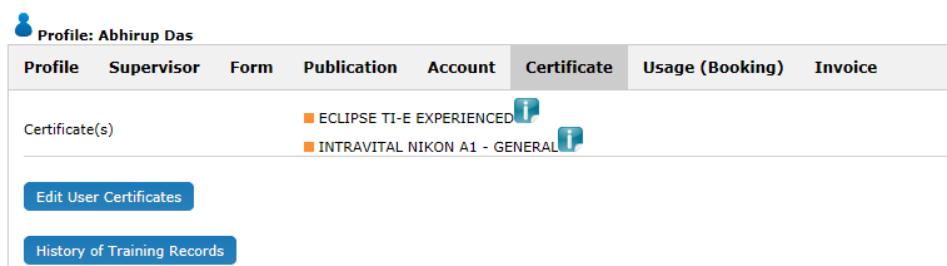 Profile: Abhirup Das
Profile Supervisor Form Publication Account Certificate Usage (Booking) Invoice
Certificate(s)
ECLIPSE TI-E EXPERIENCED
INTRAVITAL NIKON A1 - GENERAL
Edit User Certificates
History of Training Records